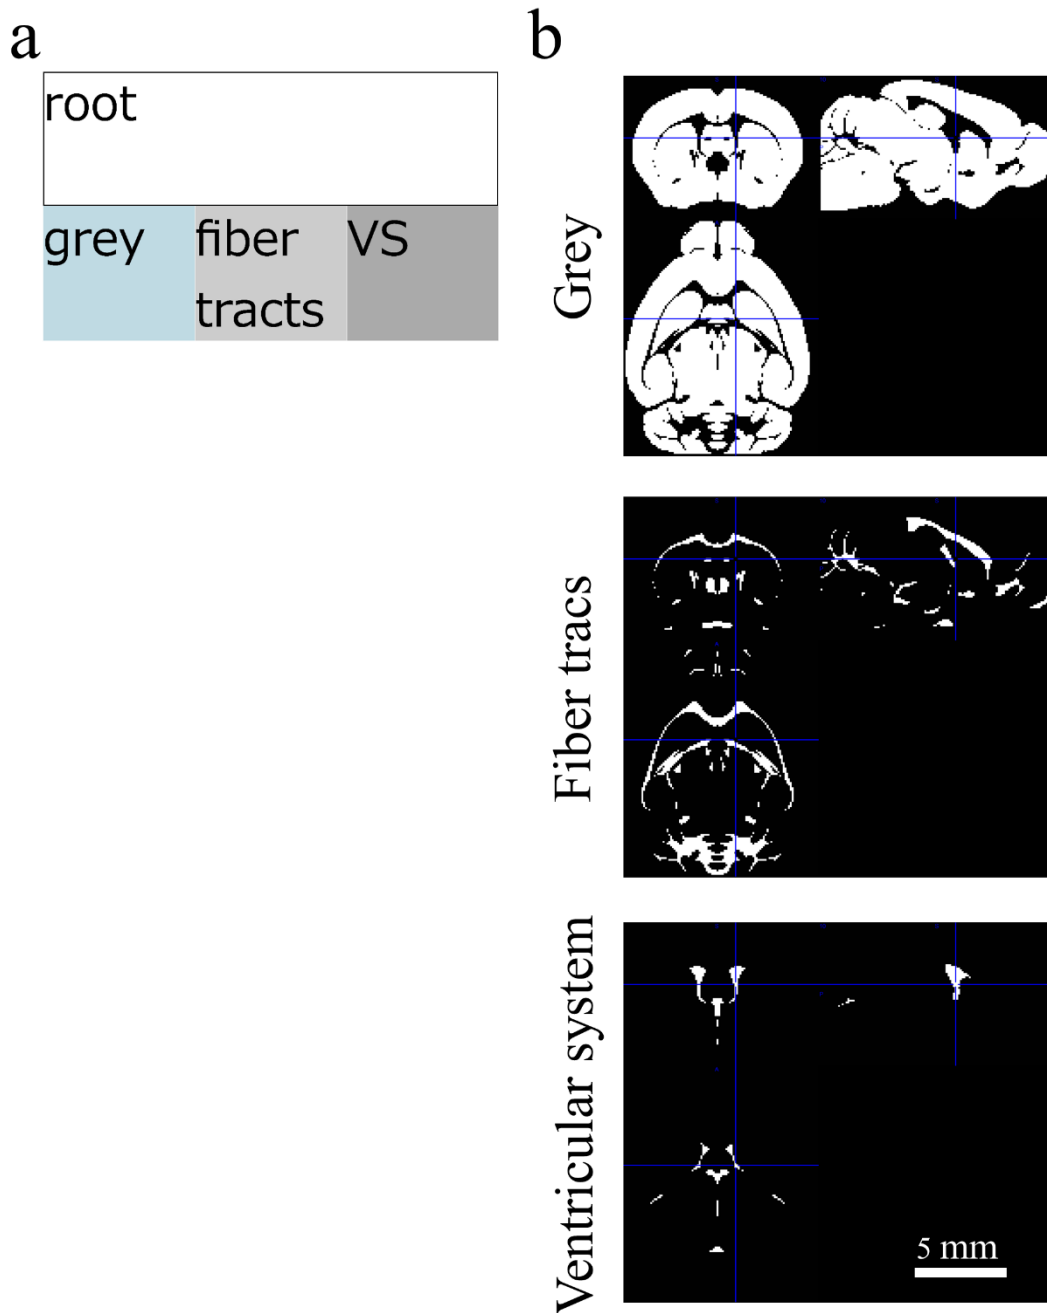 a
root
grey
fiber
tracts
VS
b
Grey
Fiber tracs
Ventricular system
5 mm